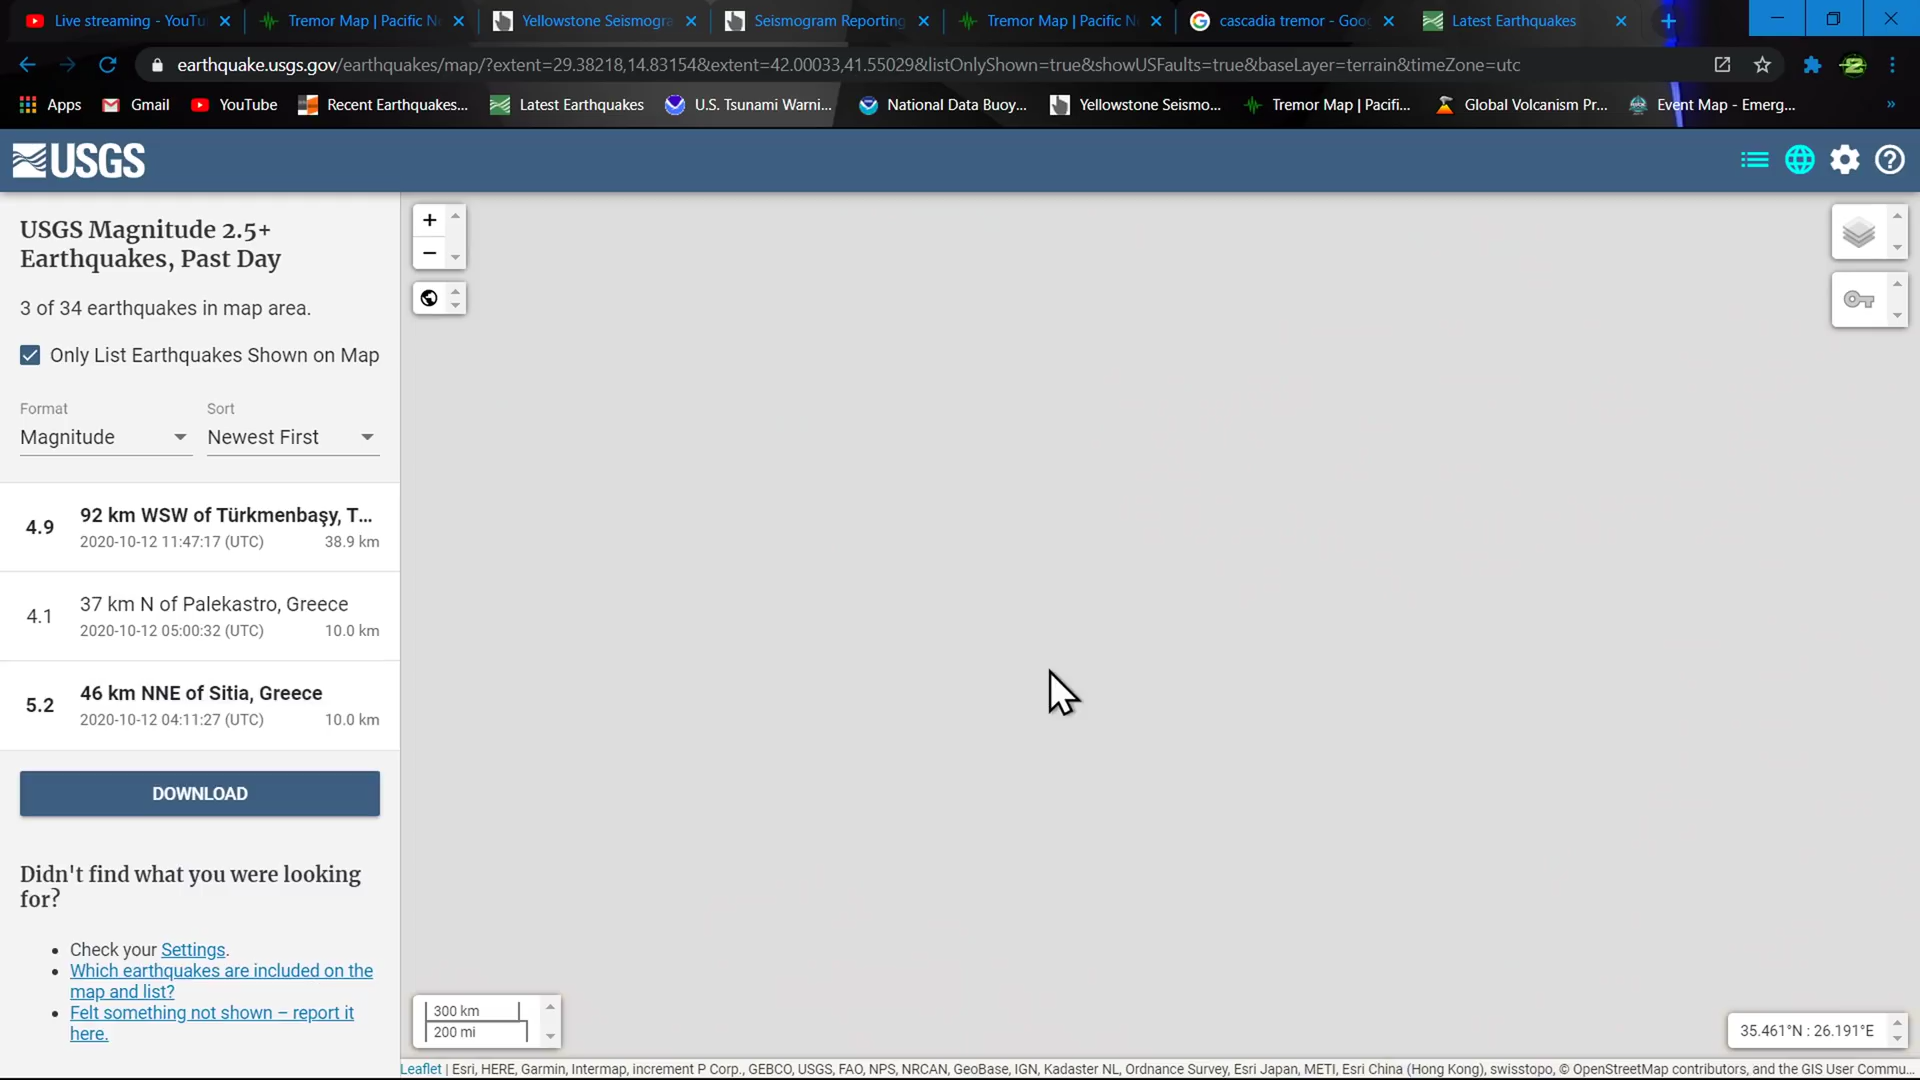 Live streaming - YouTu
Tremor Map | Pacific N
Yellowstone Seismogra
Seismogram Reporting
Tremor Map | Pacific N
cascadia tremor - Goo
Latest Earthquakes
earthquake.usgs.gov/earthquakes/map/?extent=29.38218,14.83154&extent=42.00033,41.55029&listOnlyShown=true&showUSFaults=true&baseLayer=terrain&timeZone=utc
Apps
Gmail
YouTube
Recent Earthquakes...
Latest Earthquakes
U.S. Tsunami Warni...
National Data Buoy...
Yellowstone Seismo...
Tremor Map | Pacifi...
Global Volcanism Pr...
Event Map - Emerg...
»
USGS
USGS Magnitude 2.5+
Earthquakes, Past Day
3 of 34 earthquakes in map area.
Only List Earthquakes Shown on Map
Format
Sort
Magnitude
Newest First
4.9
92 km WSW of Türkmenbaşy, T...
2020-10-12 11:47:17 (UTC)
38.9 km
4.1
37 km N of Palekastro, Greece
2020-10-12 05:00:32 (UTC)
10.0 km
5.2
46 km NNE of Sitia, Greece
2020-10-12 04:11:27 (UTC)
10.0 km
DOWNLOAD
Didn't find what you were looking
for?
• Check your Settings.
• Which earthquakes are included on the
map and list?
• Felt something not shown – report it
here.
+
−
300 km
200 mi
35.461°N : 26.191°E
Leaflet | Esri, HERE, Garmin, Intermap, increment P Corp., GEBCO, USGS, FAO, NPS, NRCAN, GeoBase, IGN, Kadaster NL, Ordnance Survey, Esri Japan, METI, Esri China (Hong Kong), swisstopo, © OpenStreetMap contributors, and the GIS User Commu...